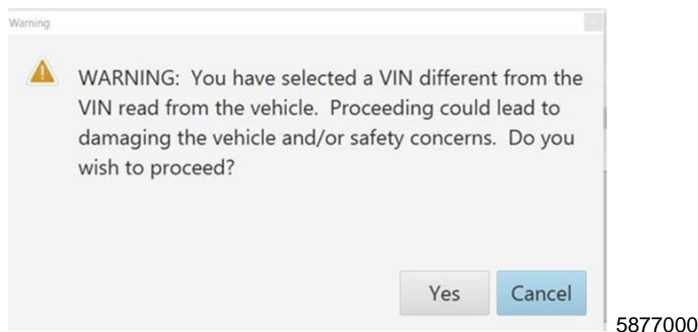 Warning
WARNING: You have selected a VIN different from the
VIN read from the vehicle. Proceeding could lead to
damaging the vehicle and/or safety concerns. Do you
wish to proceed?
Yes Cancel
5877000